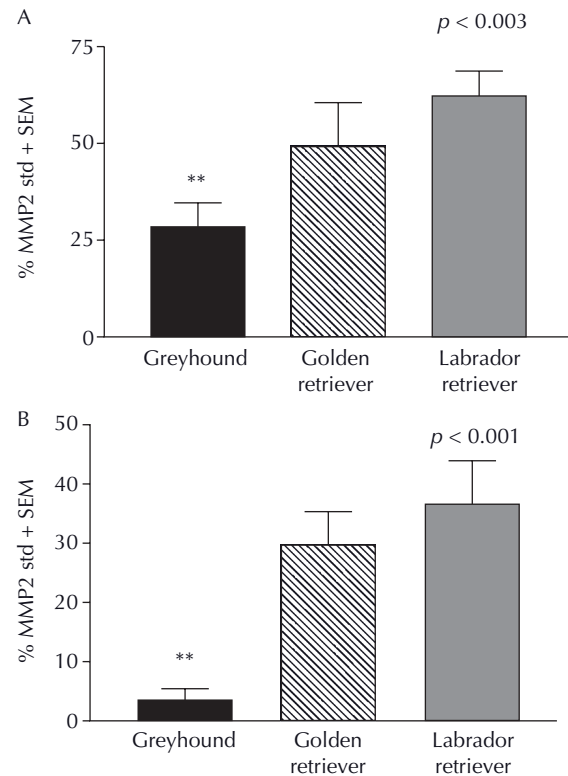 A
p < 0.003
% MMP2 std + SEM
75
50
25
0
**
Greyhound
Golden
retriever
Labrador
retriever
B
p < 0.001
% MMP2 std + SEM
50
40
30
20
10
0
**
Greyhound
Golden
retriever
Labrador
retriever